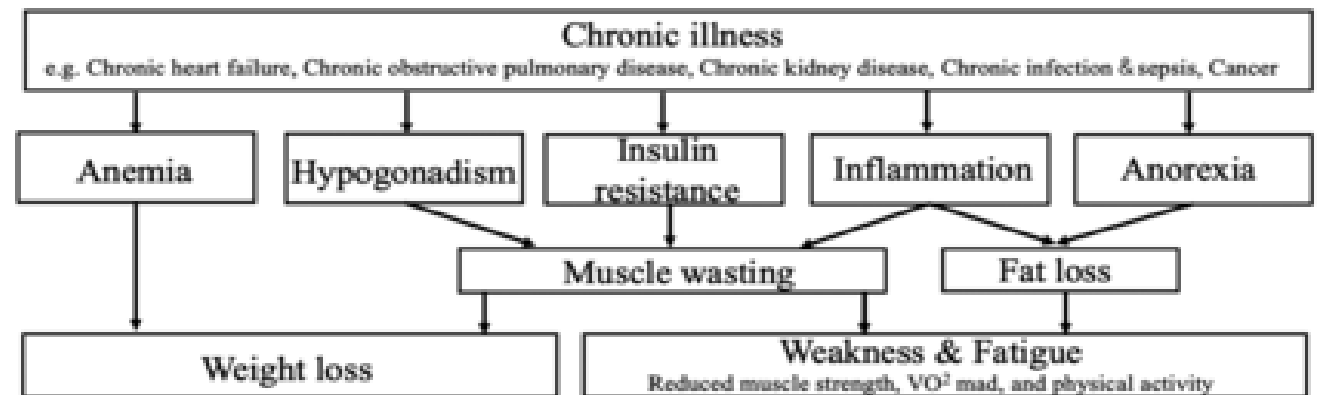 Chronic illness
e.g. Chronic heart failure, Chronic obstructive pulmonary disease, Chronic kidney disease, Chronic infection & sepsis, Cancer
Anemia
Hypogonadism
Insulin
resistance
Inflammation
Anorexia
Muscle wasting
Fat loss
Weight loss
Weakness & Fatigue
Reduced muscle strength, VO² mad, and physical activity